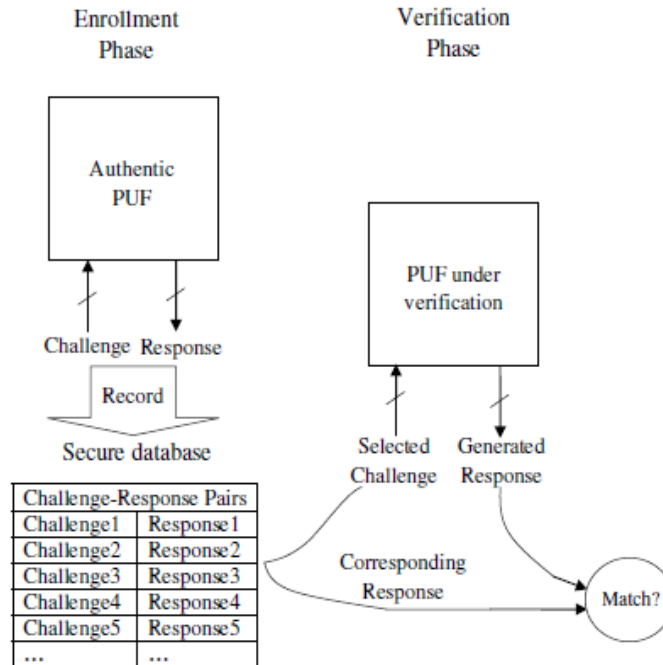 Enrollment
Phase
Verification
Phase
Authentic
PUF
Challenge Response
Record
Secure database
Challenge-Response Pairs
Challenge1 Response1
Challenge2 Response2
Challenge3 Response3
Challenge4 Response4
Challenge5 Response5
... ...
PUF under
verification
Selected
Challenge
Generated
Response
Corresponding
Response
Match?